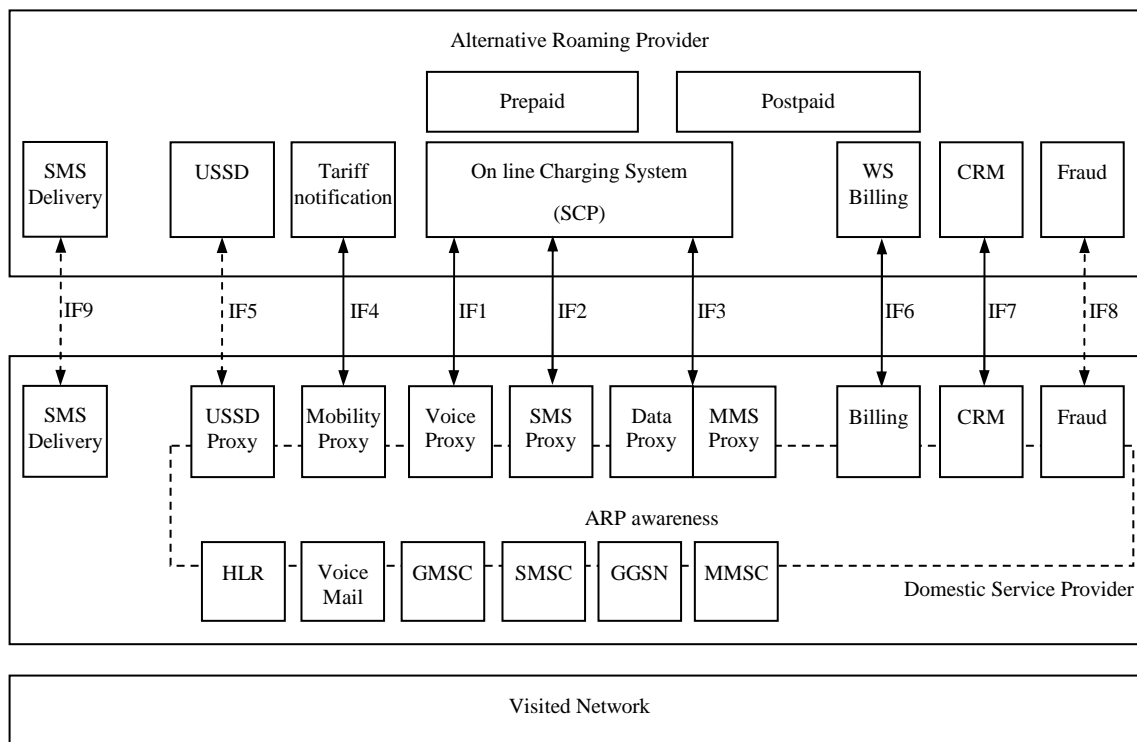 Alternative Roaming Provider
Prepaid
Postpaid
SMS
Delivery
USSD
Tariff
notification
On line Charging System
(SCP)
WS
Billing
CRM
Fraud
IF9
IF5
IF4
IF1
IF2
IF3
IF6
IF7
IF8
SMS
Delivery
USSD
Proxy
Mobility
Proxy
Voice
Proxy
SMS
Proxy
Data
Proxy
MMS
Proxy
Billing
CRM
Fraud
ARP awareness
HLR
Voice
Mail
GMSC
SMSC
GGSN
MMSC
Domestic Service Provider
Visited Network